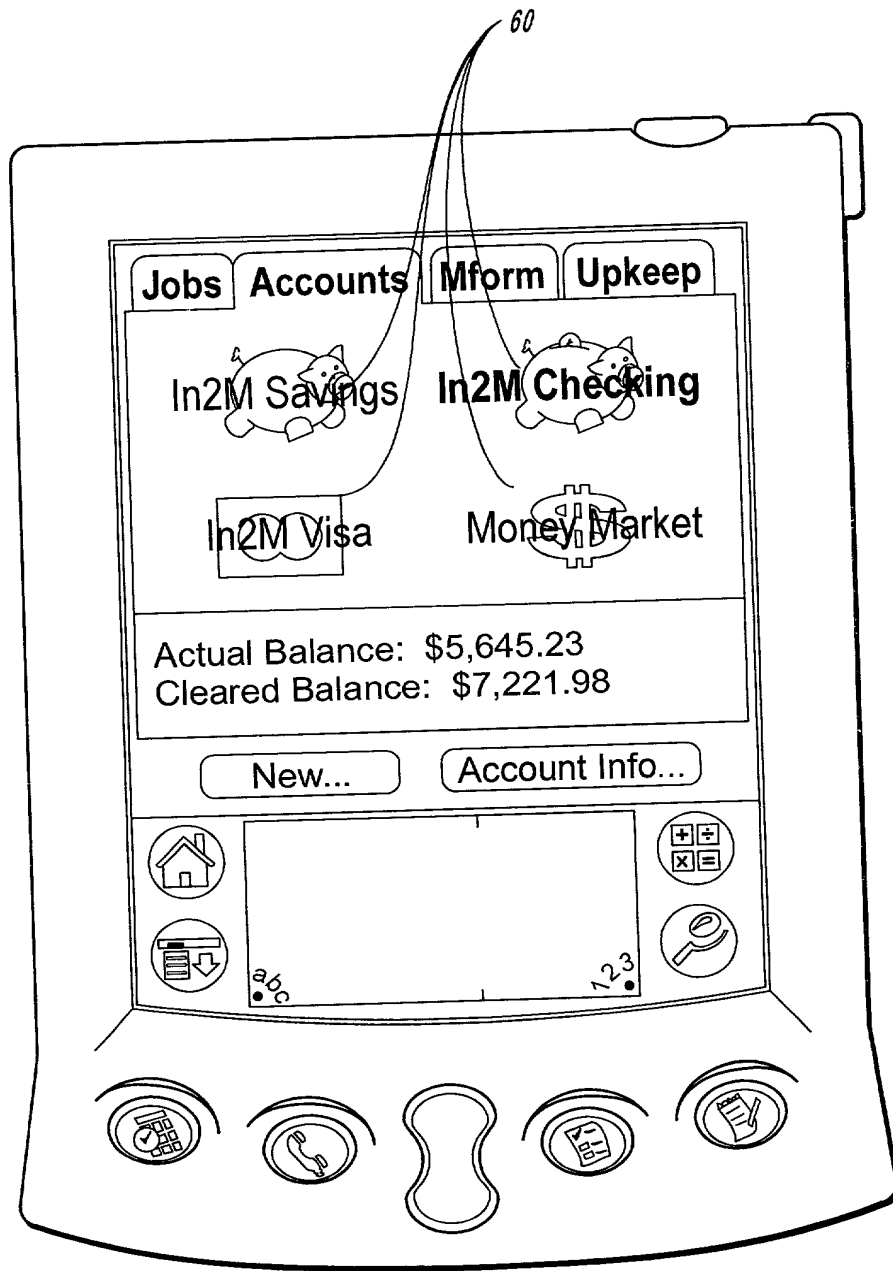 60
Jobs Accounts Mform Upkeep
In2M Savings In2M Checking
In2M Visa Money Market
Actual Balance: $5,645.23
Cleared Balance: $7,221.98
New... Account Info...
+ ÷
x =
abc 123